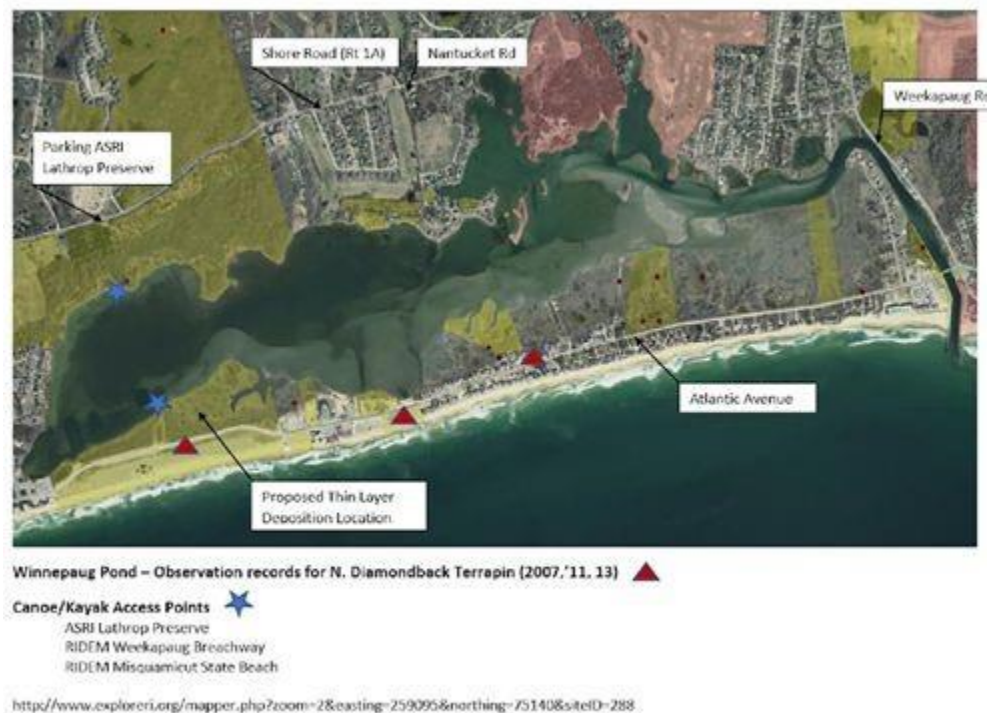 Shore Road (Rt 1A)
Nantucket Rd
Weekapaug Rd
Parking ASRI
Lathrop Preserve
Atlantic Avenue
Proposed Thin Layer
Deposition Location
Winnepaug Pond – Observation records for N. Diamondback Terrapin (2007,'11, 13)
Canoe/Kayak Access Points
ASRI Lathrop Preserve
RIDEM Weekapaug Breachway
RIDEM Misquamicut State Beach
http://www.exploreri.org/mapper.php?zoom=2&easting=259095&northing=75140&siteID=288